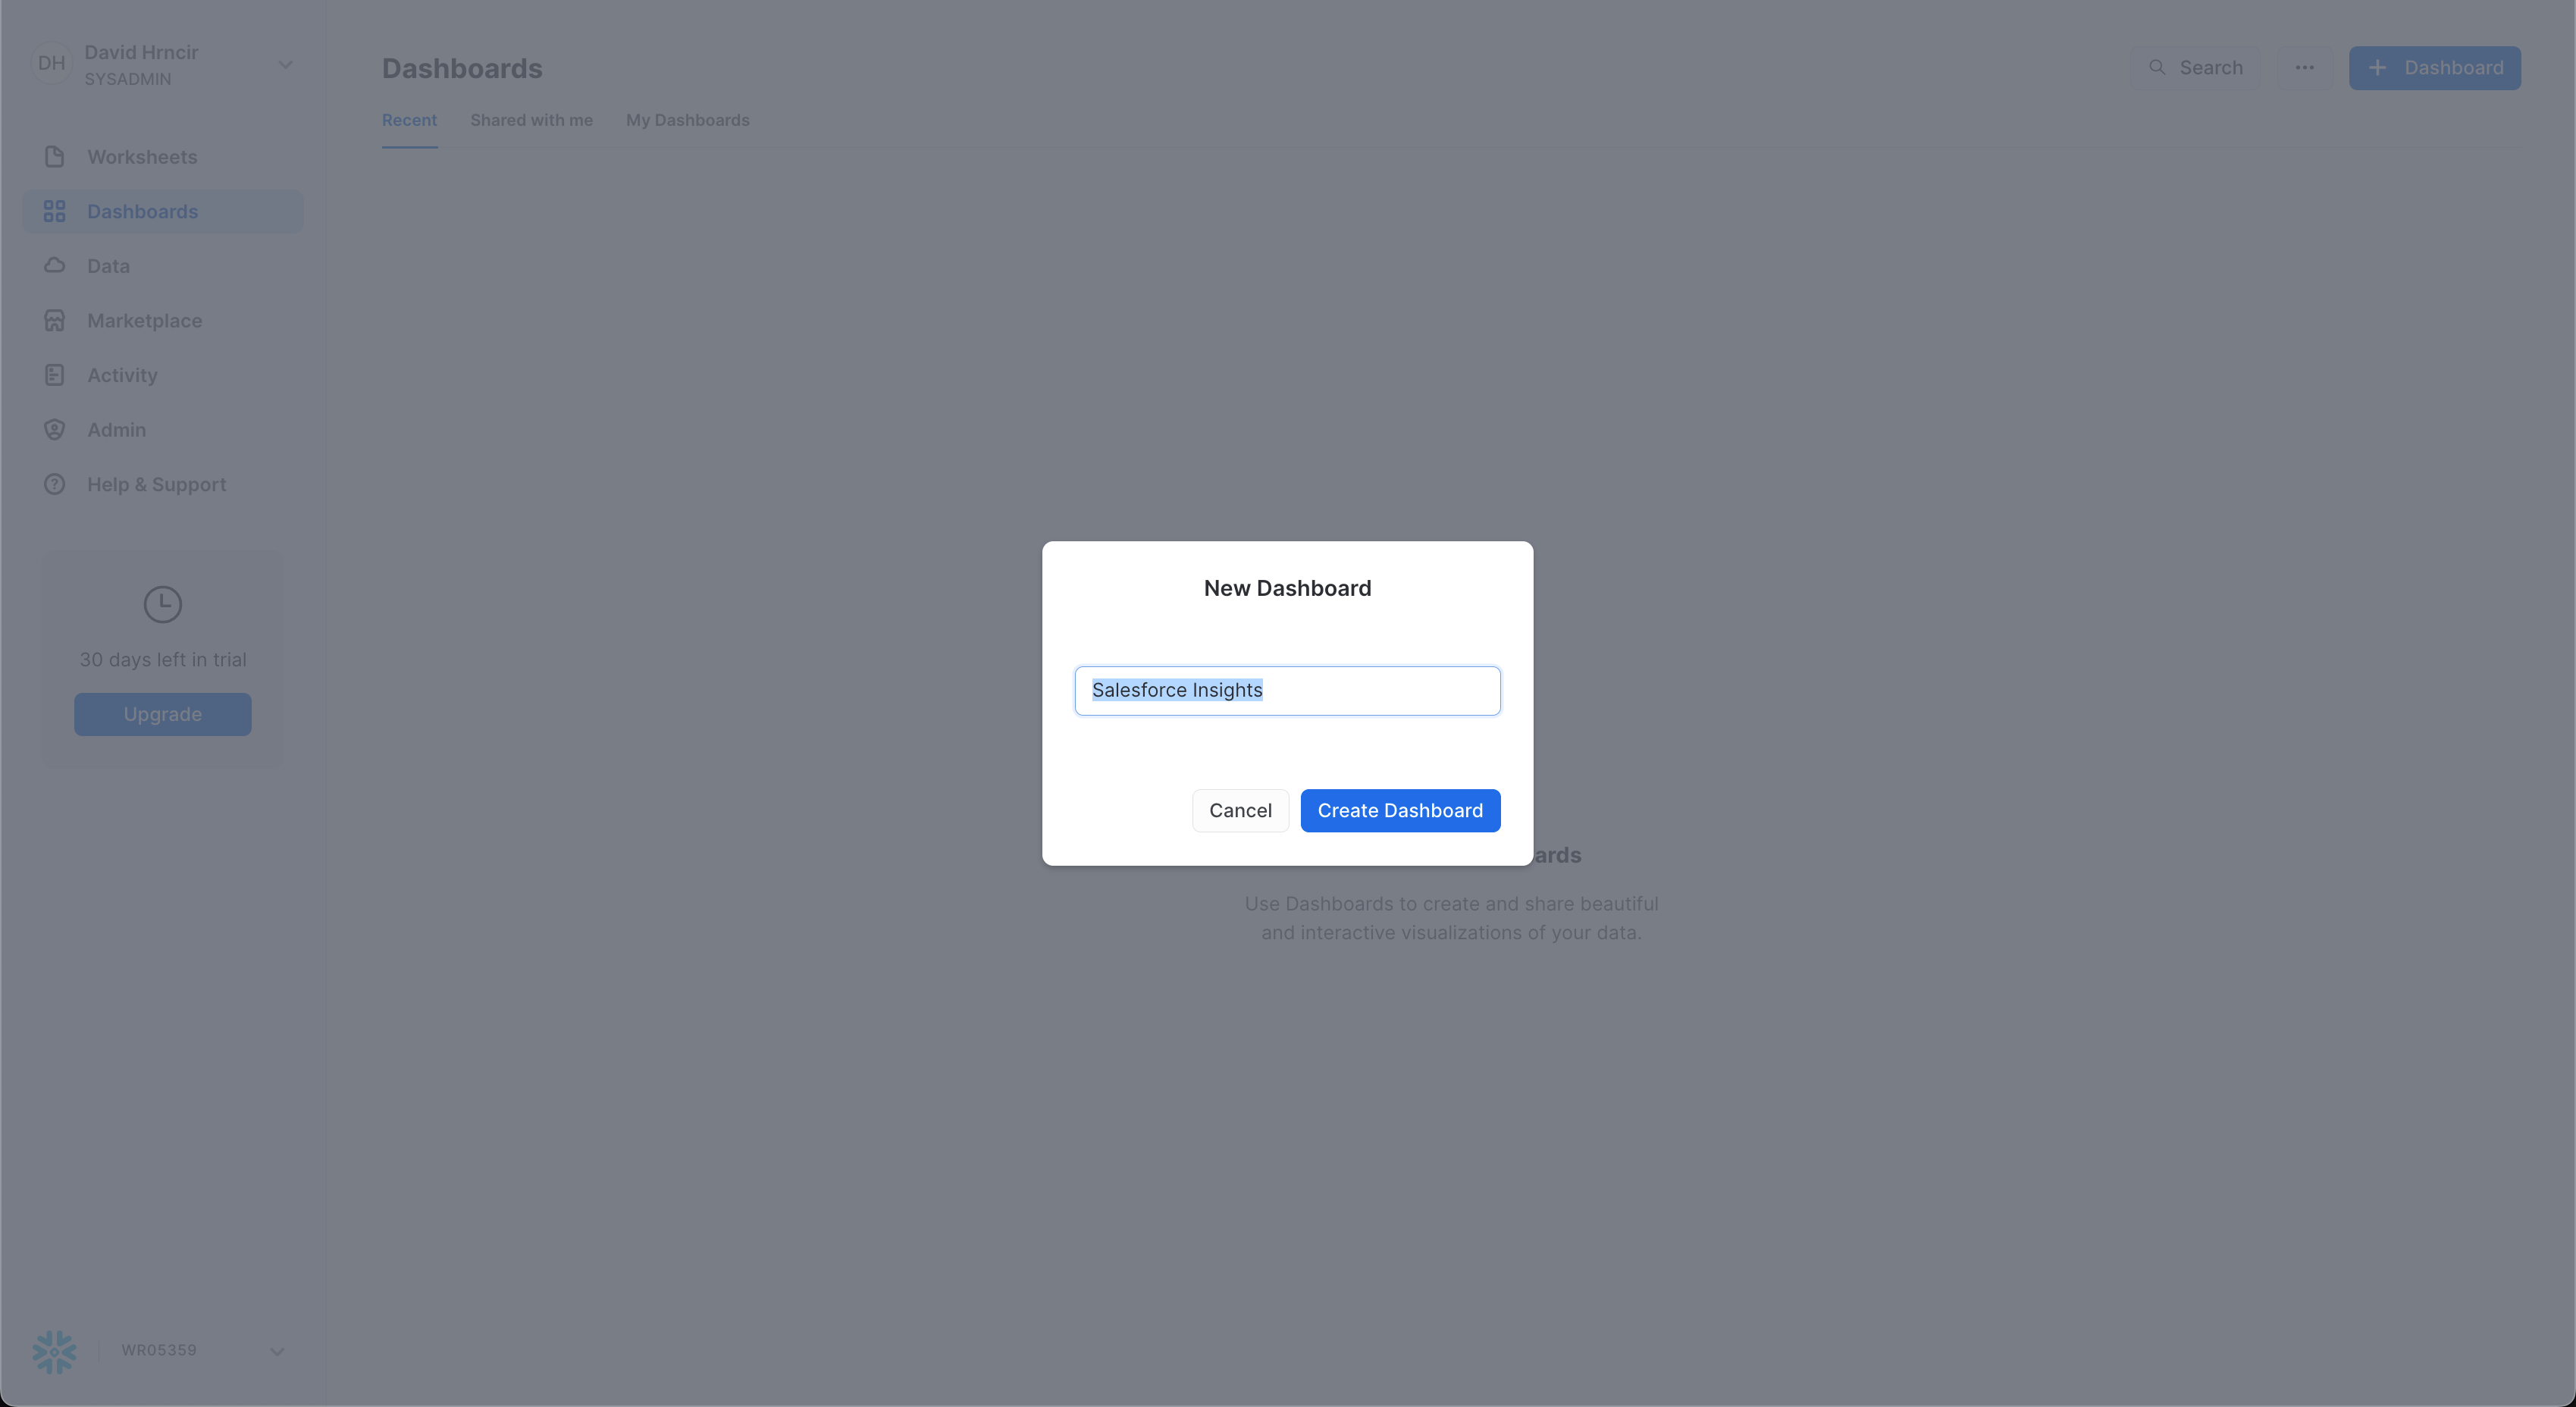 DH
David Hrncir
SYSADMIN
Worksheets
Dashboards
Data
Marketplace
Activity
Admin
Help & Support
30 days left in trial
Upgrade
WR05359
Dashboards
Search
Dashboard
Recent
Shared with me
My Dashboards
New Dashboard
Salesforce Insights
Cancel
Create Dashboard
ards
Use Dashboards to create and share beautiful
and interactive visualizations of your data.